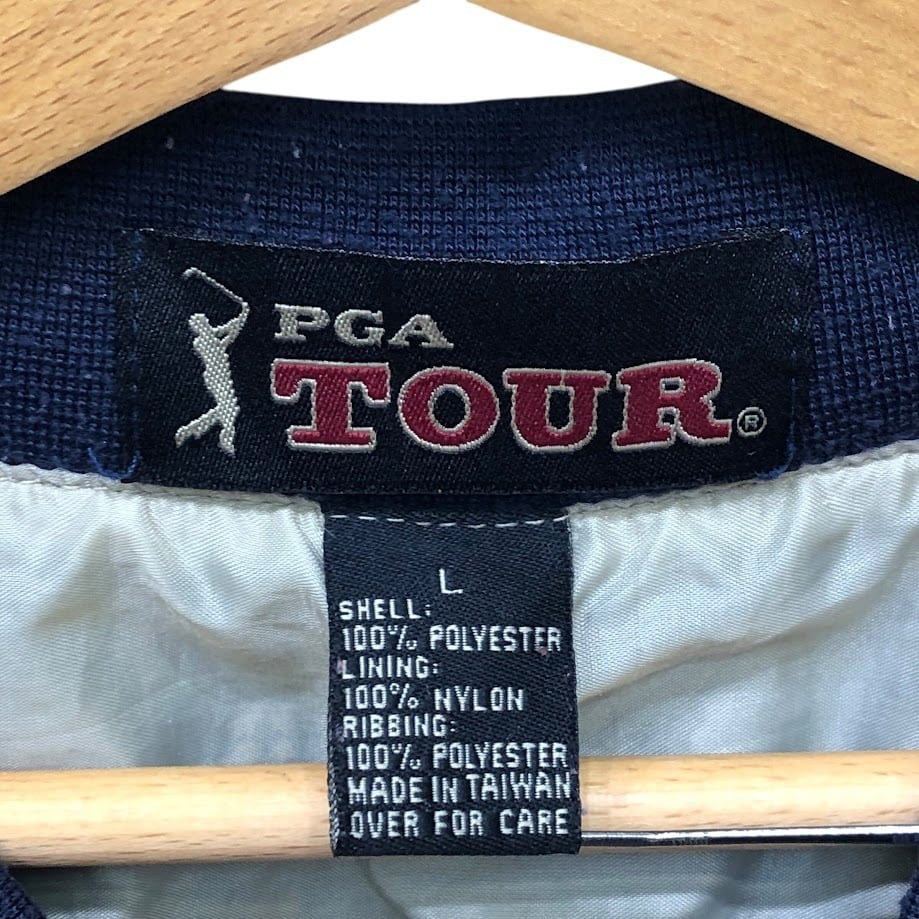 PGA
TOUR®
L
SHELL:
100% POLYESTER
LINING:
100% NYLON
RIBBING:
100% POLYESTER
MADE IN TAIWAN
OVER FOR CARE